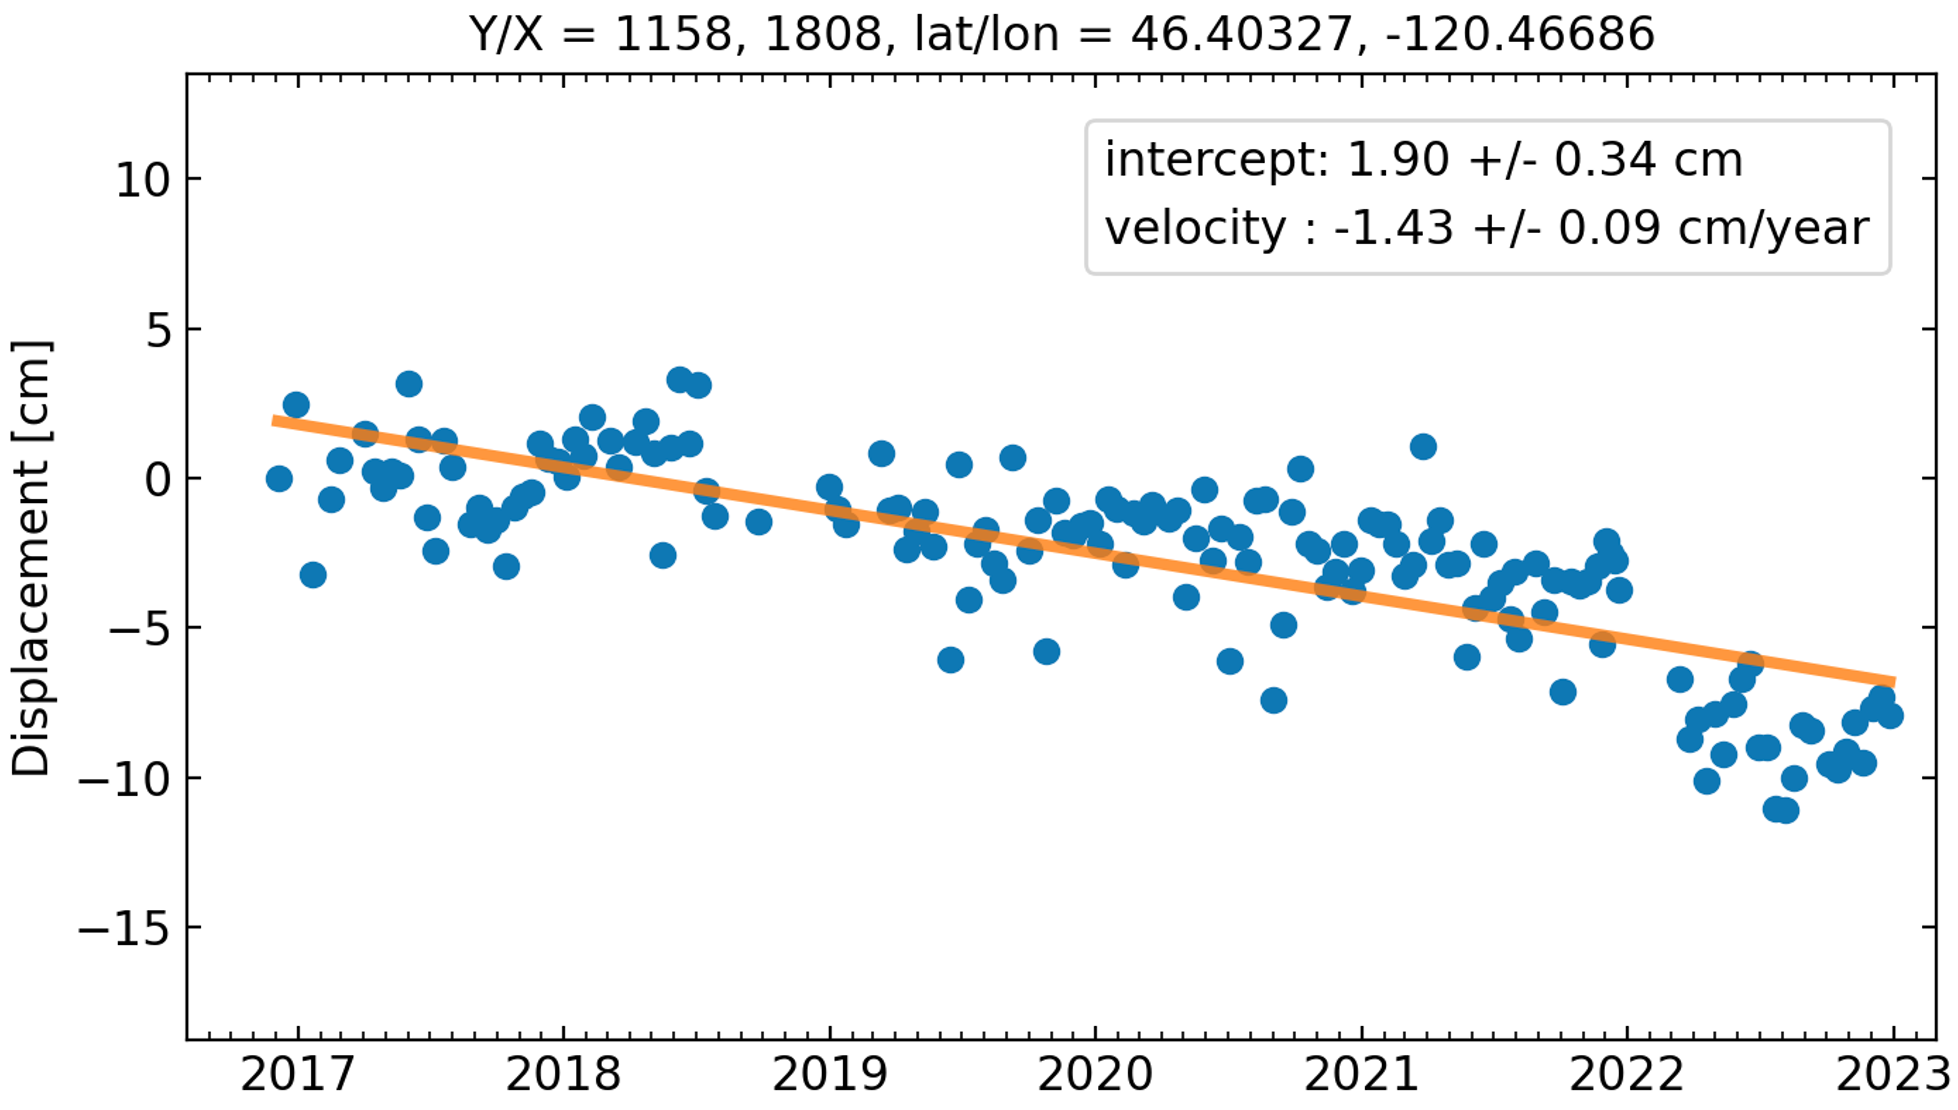 Y/X = 1158, 1808, lat/lon = 46.40327, -120.46686
intercept: 1.90 +/- 0.34 cm
velocity : -1.43 +/- 0.09 cm/year
Displacement [cm]
10
5
0
−5
−10
−15
2017 2018 2019 2020 2021 2022 2023